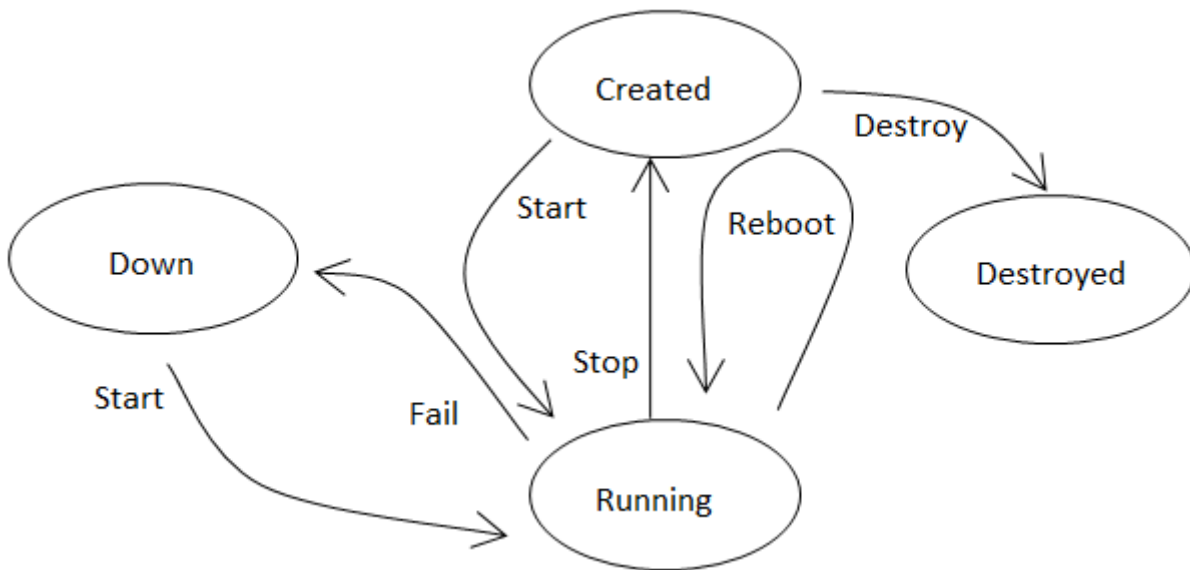 Created
Destroy
Start
Reboot
Down
Destroyed
Stop
Start
Fail
Running